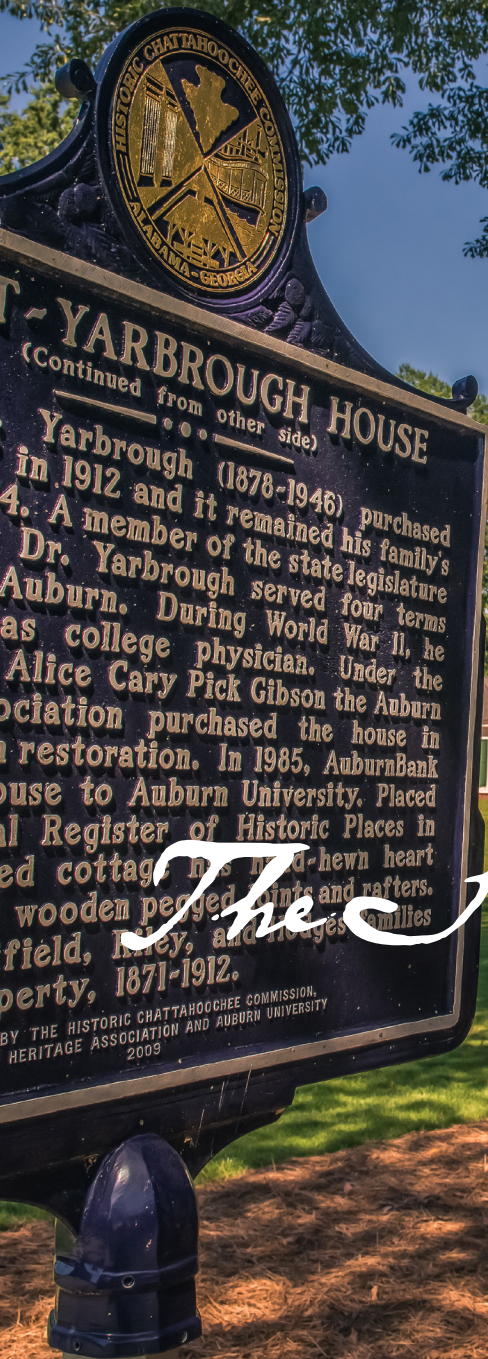 HISTORIC CHATTAHOOCHEE COMMISSION
ALABAMA-GEORGIA
T-YARBROUGH HOUSE
(Continued from other side)
Yarbrough (1878-1946) purchased
in 1912 and it remained his family's
4. A member of the state legislature
Dr. Yarbrough served four terms
Auburn. During World War II, he
as college physician. Under the
Alice Cary Pick Gibson the Auburn
ociation purchased the house in
restoration. In 1985, AuburnBank
ouse to Auburn University. Placed
al Register of Historic Places in
ed cottag has hand-hewn heart
wooden pegged joints and rafters.
field, Riley, and Hodges families
perty, 1871-1912.
BY THE HISTORIC CHATTAHOOCHEE COMMISSION,
HERITAGE ASSOCIATION AND AUBURN UNIVERSITY
2009
The